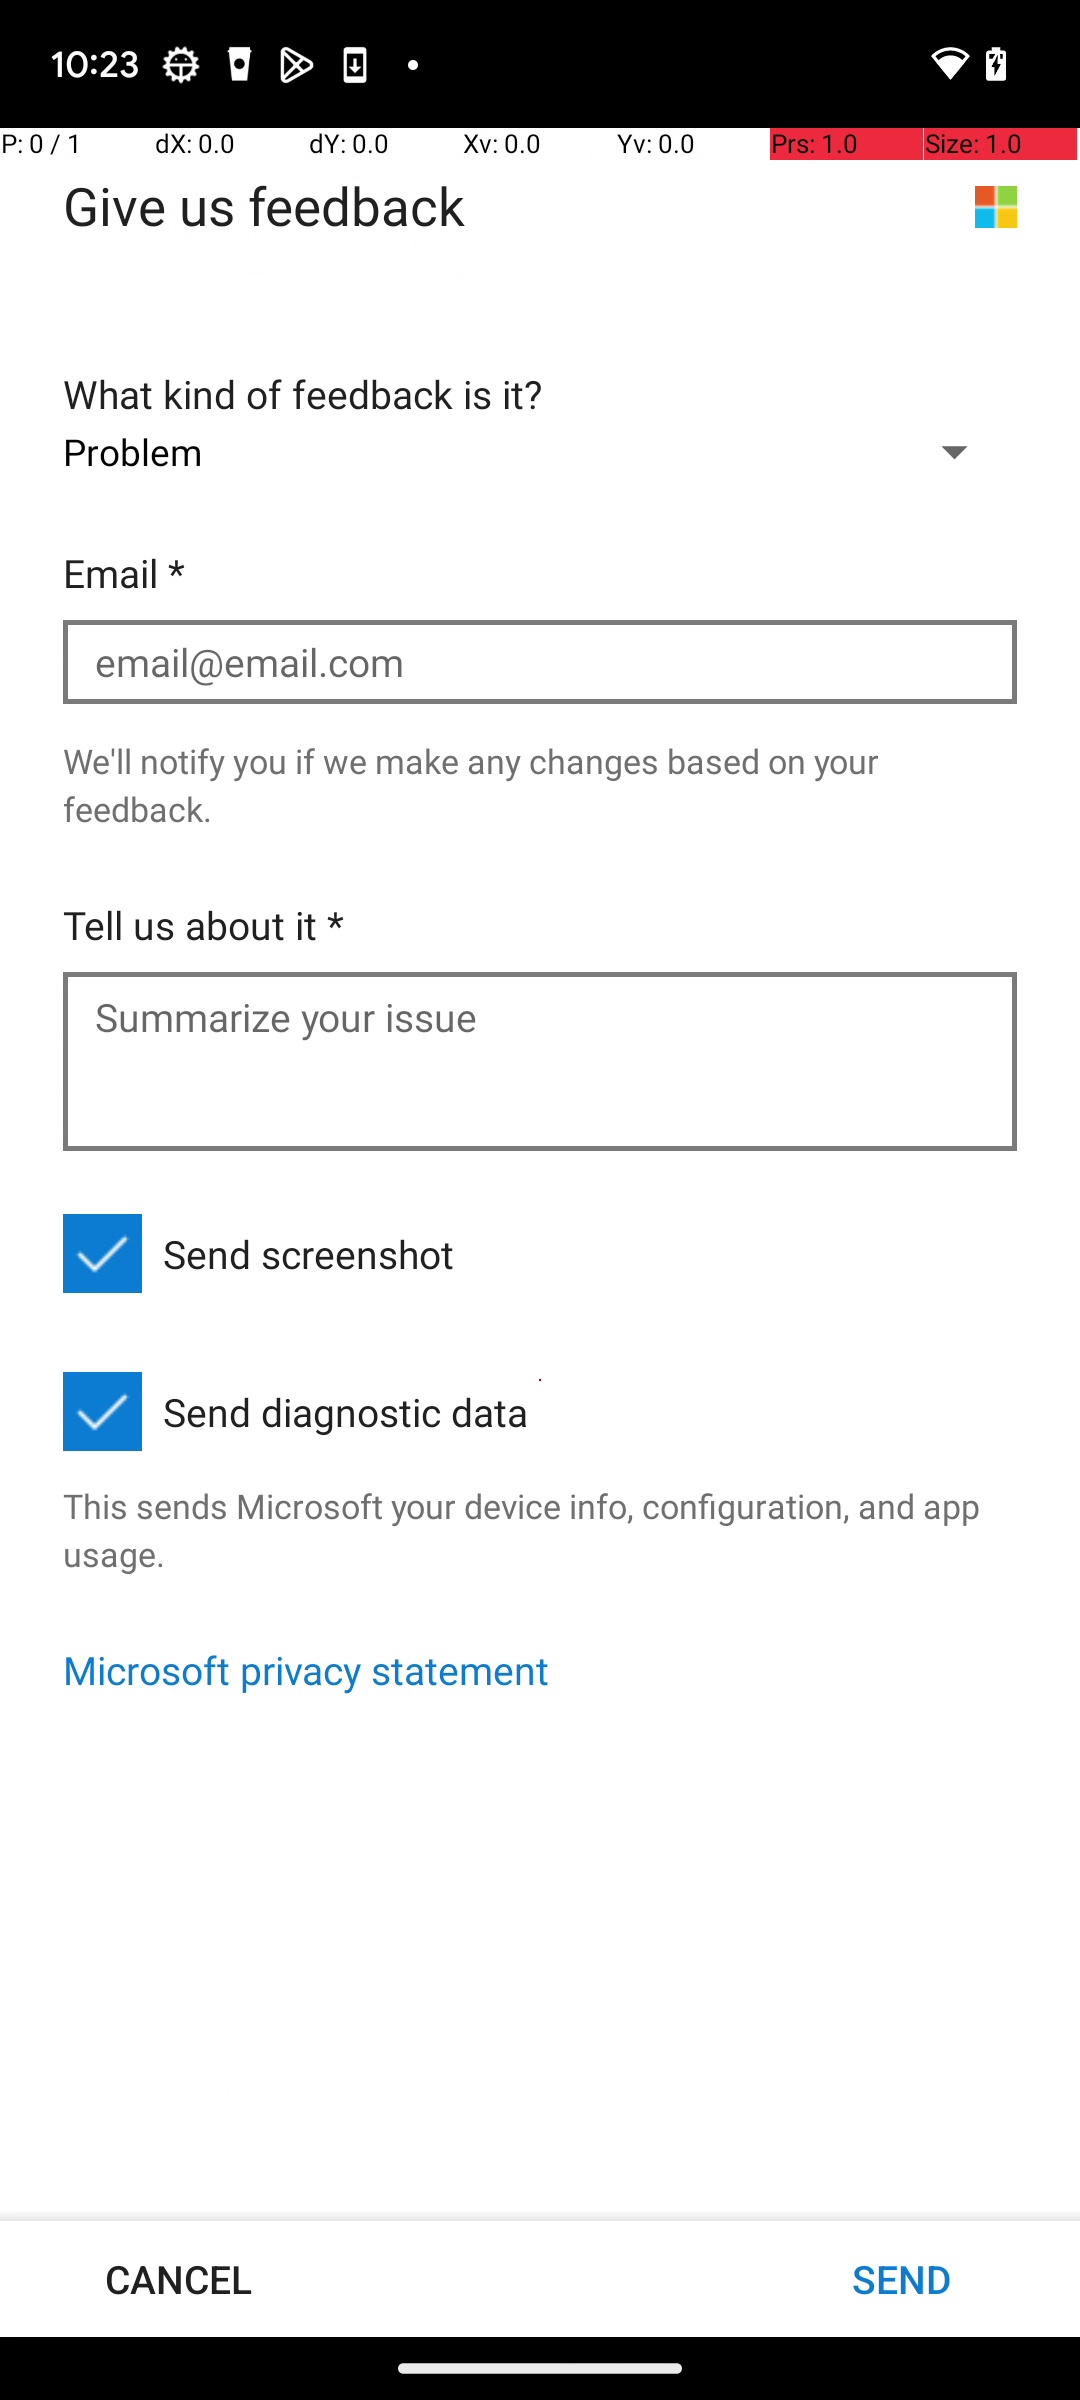 10:23
P: 0 / 1 dX: 0.0 dY: 0.0 Xv: 0.0 Yv: 0.0 Prs: 1.0 Size: 1.0
Give us feedback
What kind of feedback is it?
Problem
Email *
email@email.com
We'll notify you if we make any changes based on your
feedback.
Tell us about it *
Summarize your issue
Send screenshot
Send diagnostic data
This sends Microsoft your device info, configuration, and app
usage.
Microsoft privacy statement
CANCEL SEND